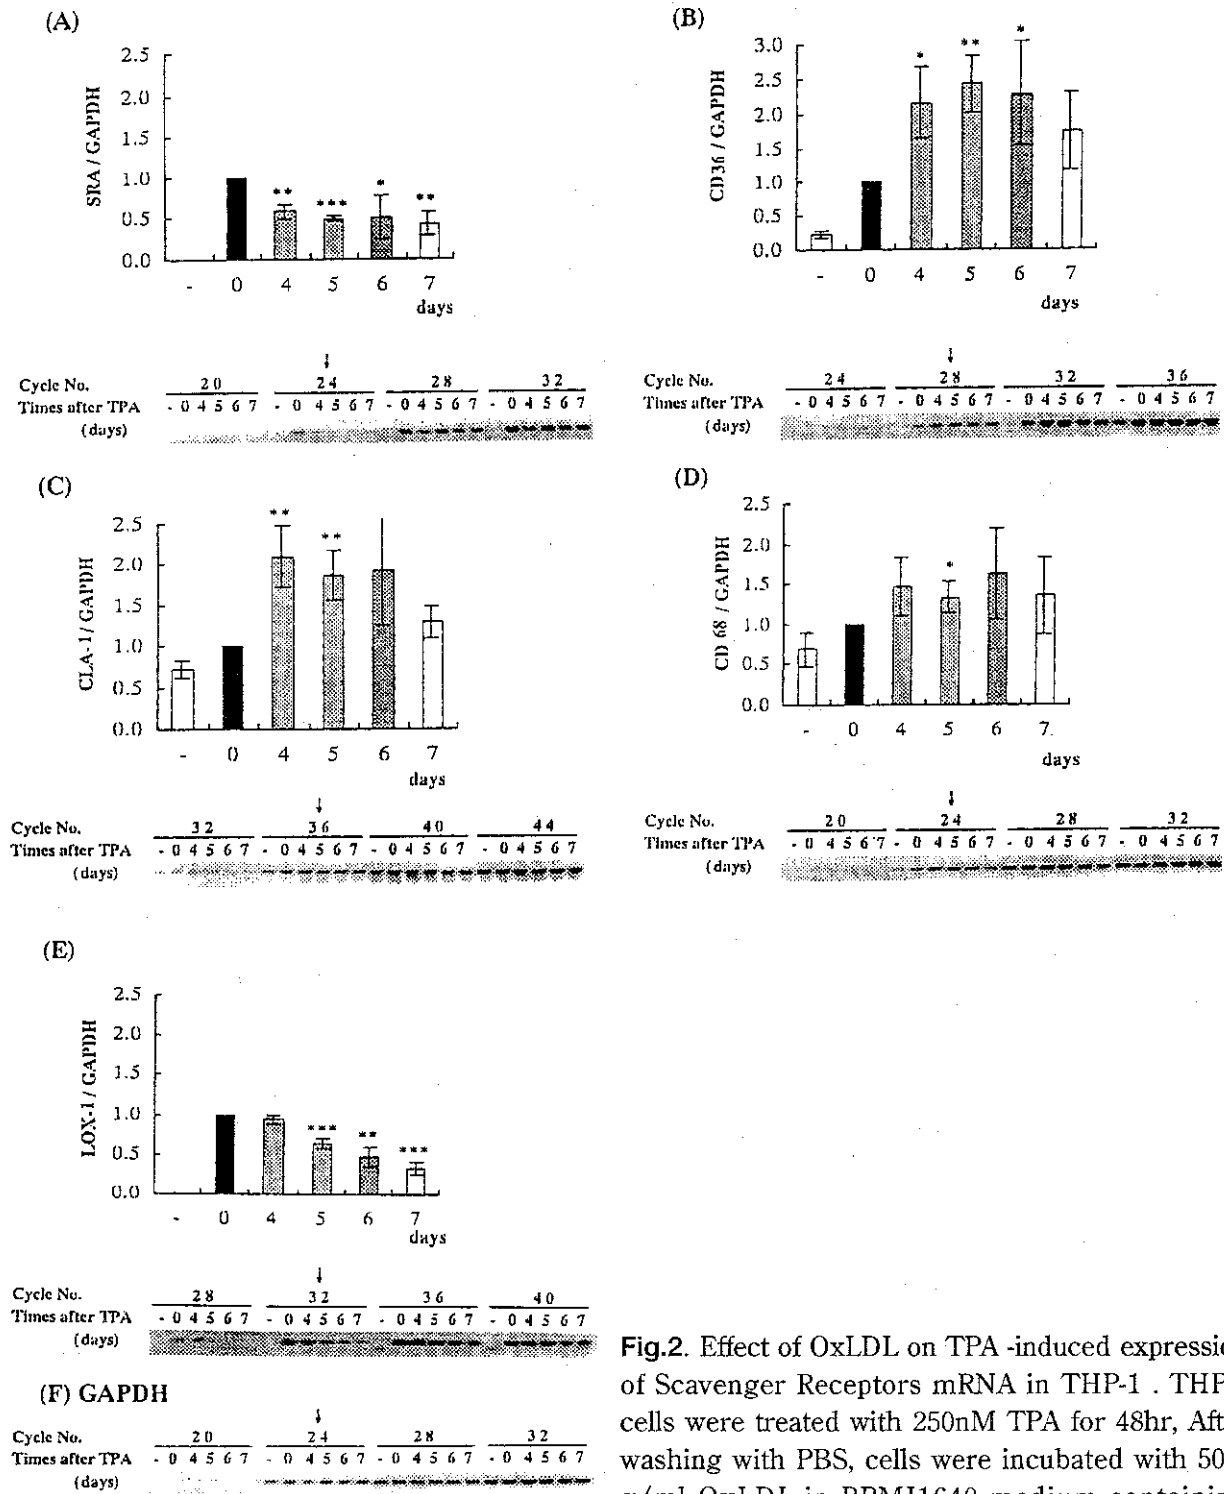 (A)
2.5
2.0
1.5
1.0
0.5
0.0
SRA / GAPDH
** *** * **
- 0 4 5 6 7
days
Cycle No. 20 24 28 32
Times after TPA - 0 4 5 6 7 - 0 4 5 6 7 - 0 4 5 6 7 - 0 4 5 6 7
(days)
(B)
3.0
2.5
2.0
1.5
1.0
0.5
0.0
CD36 / GAPDH
* ** *
- 0 4 5 6 7
days
Cycle No. 24 28 32 36
Times after TPA - 0 4 5 6 7 - 0 4 5 6 7 - 0 4 5 6 7 - 0 4 5 6 7
(days)
(C)
2.5
2.0
1.5
1.0
0.5
0.0
CLA-1 / GAPDH
** **
- 0 4 5 6 7
days
Cycle No. 32 36 40 44
Times after TPA - 0 4 5 6 7 - 0 4 5 6 7 - 0 4 5 6 7 - 0 4 5 6 7
(days)
(D)
2.5
2.0
1.5
1.0
0.5
0.0
CD 68 / GAPDH
*
- 0 4 5 6 7
days
Cycle No. 20 24 28 32
Times after TPA - 0 4 5 6 7 - 0 4 5 6 7 - 0 4 5 6 7 - 0 4 5 6 7
(days)
(E)
2.5
2.0
1.5
1.0
0.5
0.0
LOX-1 / GAPDH
*** ** ***
- 0 4 5 6 7
days
Cycle No. 28 32 36 40
Times after TPA - 0 4 5 6 7 - 0 4 5 6 7 - 0 4 5 6 7 - 0 4 5 6 7
(days)
(F) GAPDH
Cycle No. 20 24 28 32
Times after TPA - 0 4 5 6 7 - 0 4 5 6 7 - 0 4 5 6 7 - 0 4 5 6 7
(days)
Fig.2. Effect of OxLDL on TPA -induced expressio
of Scavenger Receptors mRNA in THP-1 . THP
cells were treated with 250nM TPA for 48hr, Aft
washing with PBS, cells were incubated with 50
OxLDL in RPMI1640 medium